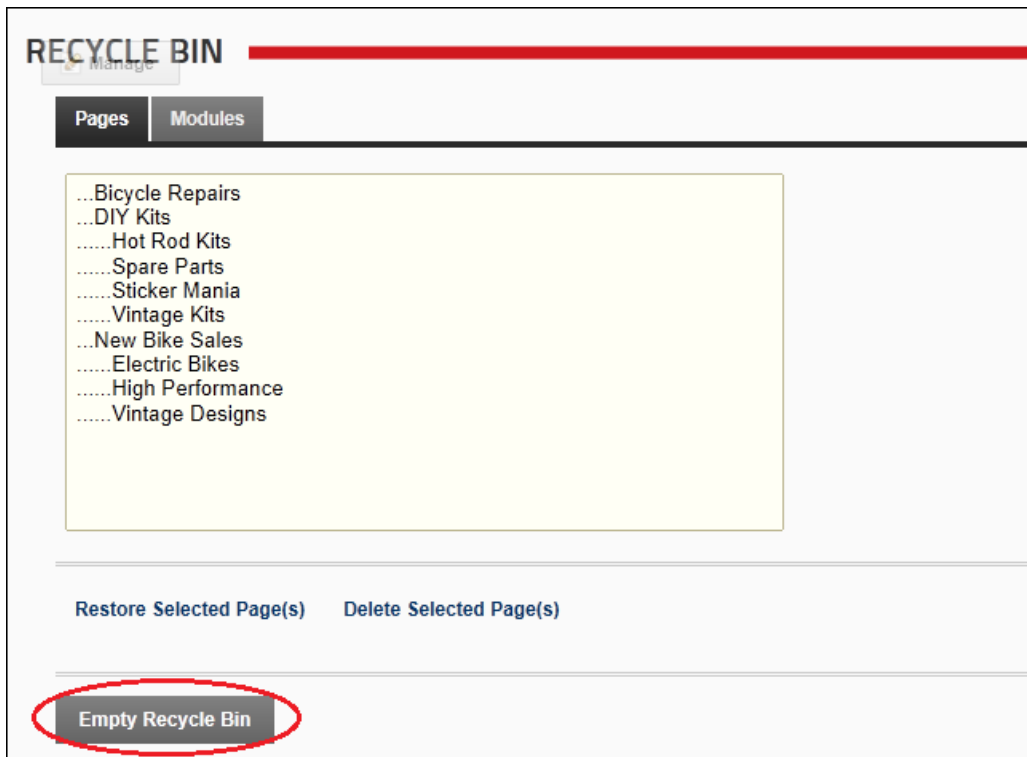 RECYCLE BIN
Manage
Pages Modules
...Bicycle Repairs
...DIY Kits
......Hot Rod Kits
......Spare Parts
......Sticker Mania
......Vintage Kits
...New Bike Sales
......Electric Bikes
......High Performance
......Vintage Designs
Restore Selected Page(s) Delete Selected Page(s)
Empty Recycle Bin